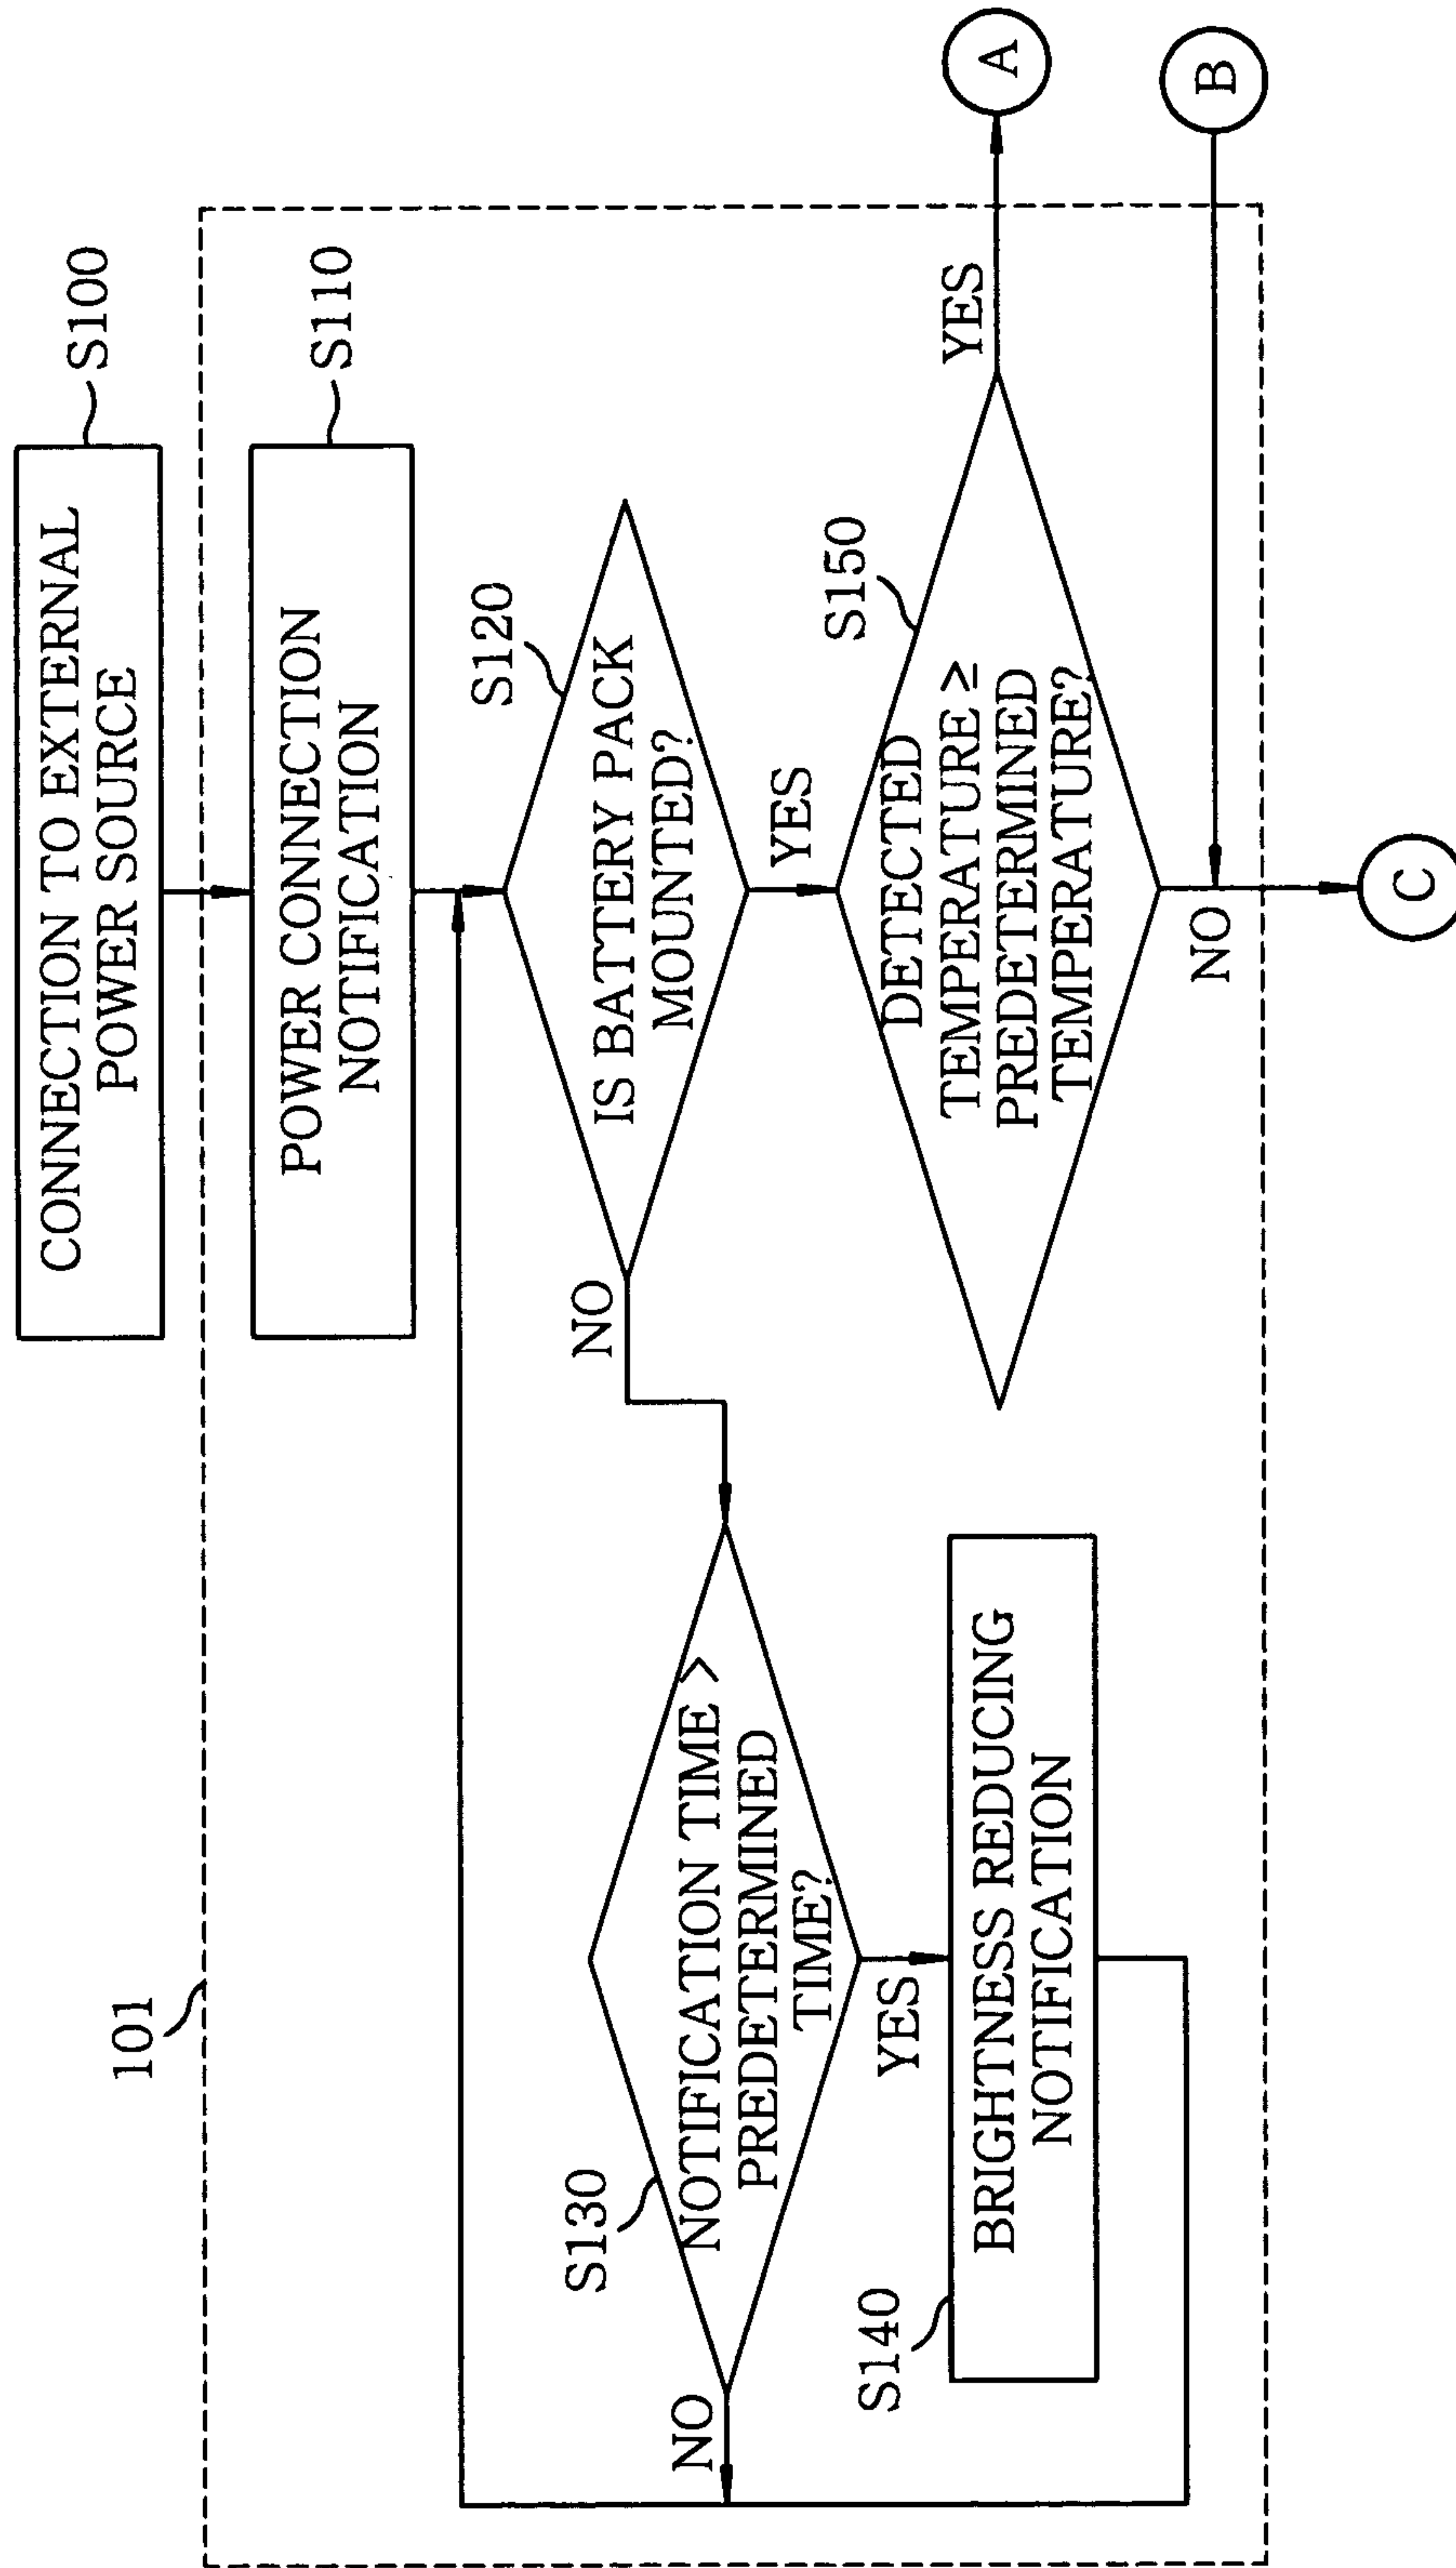 CONNECTION TO EXTERNAL
POWER SOURCE
S100
101
POWER CONNECTION
NOTIFICATION
S110
IS BATTERY PACK
MOUNTED?
S120
NO
YES
S130
NOTIFICATION TIME >
PREDETERMINED
TIME?
NO
YES
S140
BRIGHTNESS REDUCING
NOTIFICATION
S150
DETECTED
TEMPERATURE ≥
PREDETERMINED
TEMPERATURE?
YES
NO
A
B
C